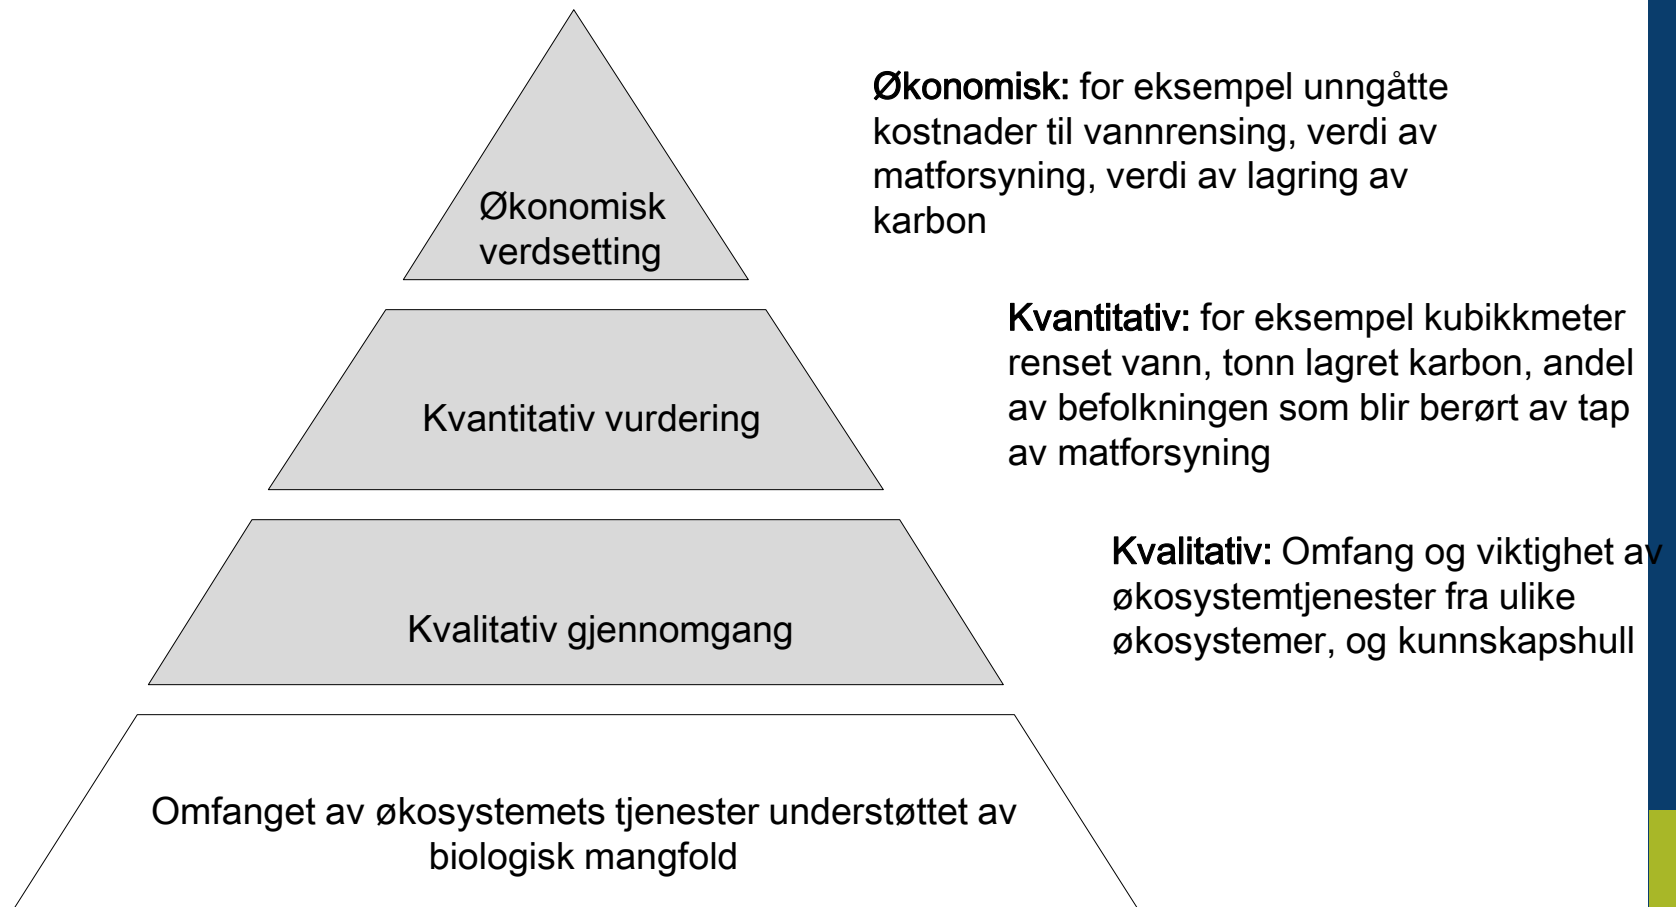 Økonomisk
verdsetting
Økonomisk: for eksempel unngåtte
kostnader til vannrensing, verdi av
matforsyning, verdi av lagring av
karbon
Kvantitativ vurdering
Kvantitativ: for eksempel kubikkmeter
renset vann, tonn lagret karbon, andel
av befolkningen som blir berørt av tap
av matforsyning
Kvalitativ gjennomgang
Kvalitativ: Omfang og viktighet av
økosystemtjenester fra ulike
økosystemer, og kunnskapshull
Omfanget av økosystemets tjenester understøttet av
biologisk mangfold